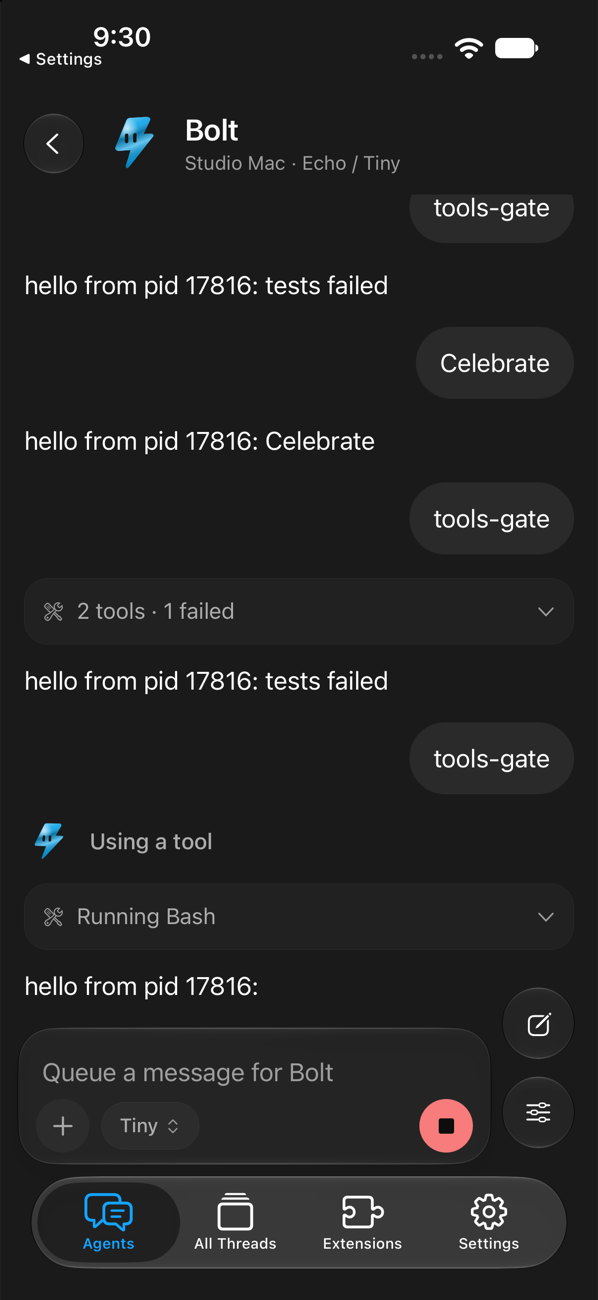 9:30
◀ Settings
Bolt
Studio Mac · Echo / Tiny
tools-gate
hello from pid 17816: tests failed
Celebrate
hello from pid 17816: Celebrate
tools-gate
2 tools · 1 failed
hello from pid 17816: tests failed
tools-gate
Using a tool
Running Bash
hello from pid 17816:
Queue a message for Bolt
Tiny
Agents
All Threads
Extensions
Settings